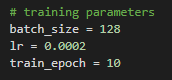 # training parameters
batch_size = 128
lr = 0.0002
train_epoch = 10